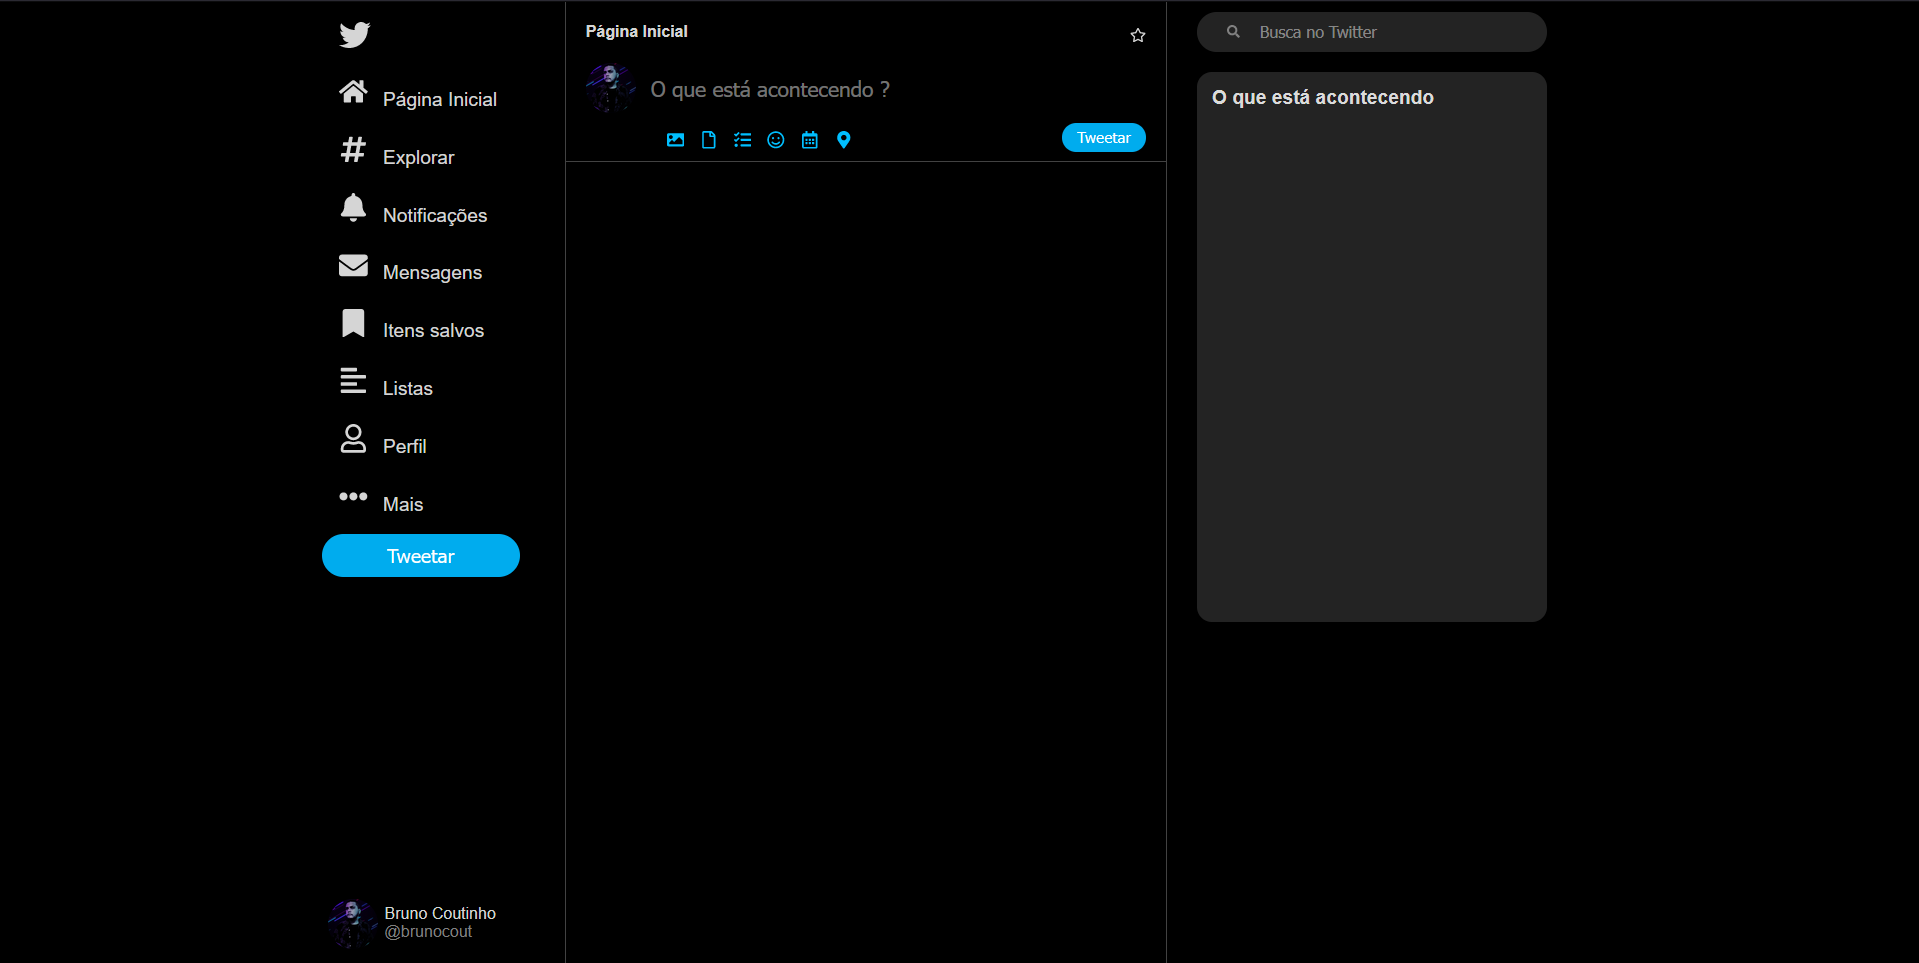 Página Inicial
Explorar
Notificações
Mensagens
Itens salvos
Listas
Perfil
Mais
Tweetar
Bruno Coutinho
@brunocout
Página Inicial
O que está acontecendo ?
Tweetar
Busca no Twitter
O que está acontecendo